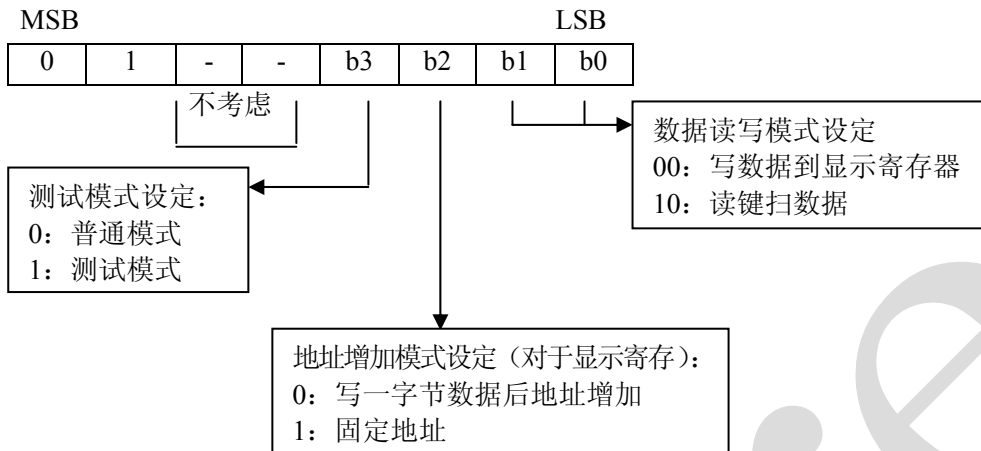 MSB LSB
0 1 - - b3 b2 b1 b0
不考虑
数据读写模式设定
00：写数据到显示寄存器
10：读键扫数据
测试模式设定：
0：普通模式
1：测试模式
地址增加模式设定（对于显示寄存）：
0：写一字节数据后地址增加
1：固定地址